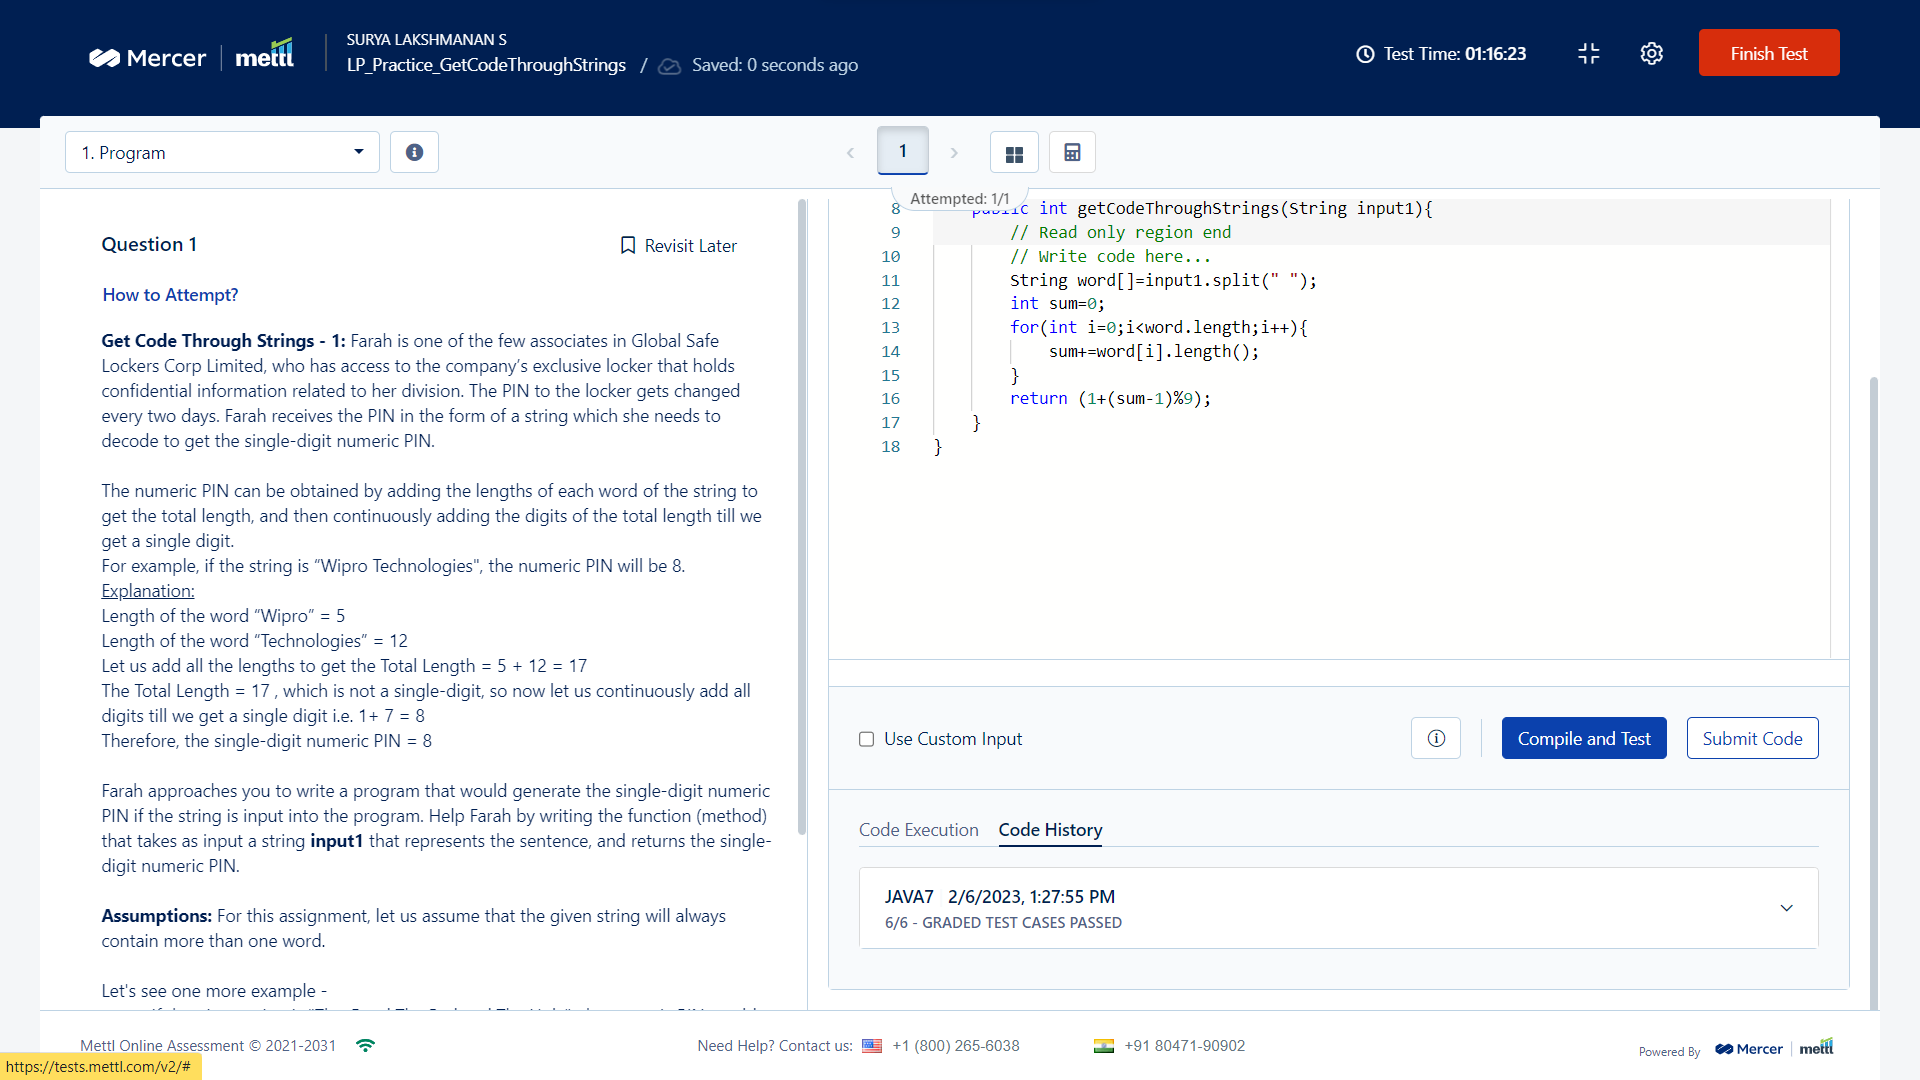 Mercer
mettl
SURYA LAKSHMANAN S
LP_Practice_GetCodeThroughStrings / Saved: 0 seconds ago
Test Time: 01:16:23
Finish Test
1. Program
1
Attempted: 1/1
Question 1
Revisit Later
How to Attempt?
Get Code Through Strings - 1: Farah is one of the few associates in Global Safe
Lockers Corp Limited, who has access to the company’s exclusive locker that holds
confidential information related to her division. The PIN to the locker gets changed
every two days. Farah receives the PIN in the form of a string which she needs to
decode to get the single-digit numeric PIN.
The numeric PIN can be obtained by adding the lengths of each word of the string to
get the total length, and then continuously adding the digits of the total length till we
get a single digit.
For example, if the string is “Wipro Technologies", the numeric PIN will be 8.
Explanation:
Length of the word “Wipro” = 5
Length of the word “Technologies” = 12
Let us add all the lengths to get the Total Length = 5 + 12 = 17
The Total Length = 17 , which is not a single-digit, so now let us continuously add all
digits till we get a single digit i.e. 1+ 7 = 8
Therefore, the single-digit numeric PIN = 8
Farah approaches you to write a program that would generate the single-digit numeric
PIN if the string is input into the program. Help Farah by writing the function (method)
that takes as input a string input1 that represents the sentence, and returns the single-
digit numeric PIN.
Assumptions: For this assignment, let us assume that the given string will always
contain more than one word.
Let's see one more example -
8 public int getCodeThroughStrings(String input1){
9 // Read only region end
10 // Write code here...
11 String word[]=input1.split(" ");
12 int sum=0;
13 for(int i=0;i<word.length;i++){
14 sum+=word[i].length();
15 }
16 return (1+(sum-1)%9);
17 }
18 }
Use Custom Input
Compile and Test
Submit Code
Code Execution
Code History
JAVA7 2/6/2023, 1:27:55 PM
6/6 - GRADED TEST CASES PASSED
Mettl Online Assessment © 2021-2031
Need Help? Contact us: +1 (800) 265-6038
+91 80471-90902
Powered By Mercer mettl
https://tests.mettl.com/v2/#